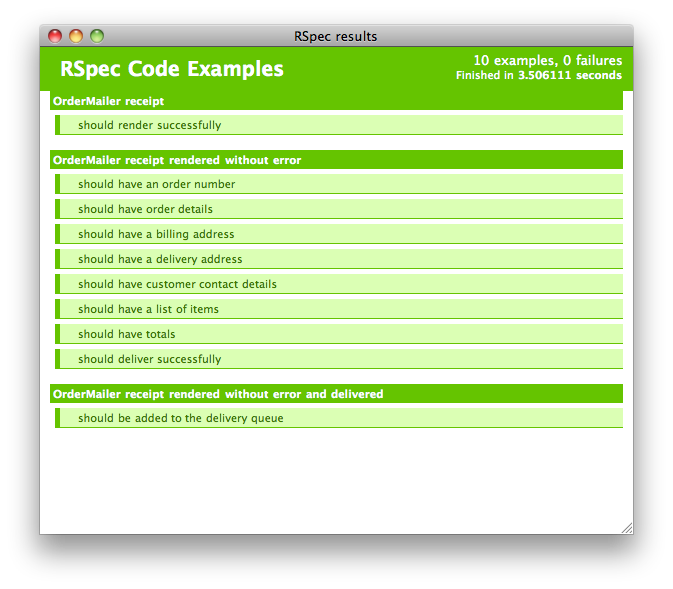 RSpec results
RSpec Code Examples
10 examples, 0 failures
Finished in 3.506111 seconds
OrderMailer receipt
should render successfully
OrderMailer receipt rendered without error
should have an order number
should have order details
should have a billing address
should have a delivery address
should have customer contact details
should have a list of items
should have totals
should deliver successfully
OrderMailer receipt rendered without error and delivered
should be added to the delivery queue